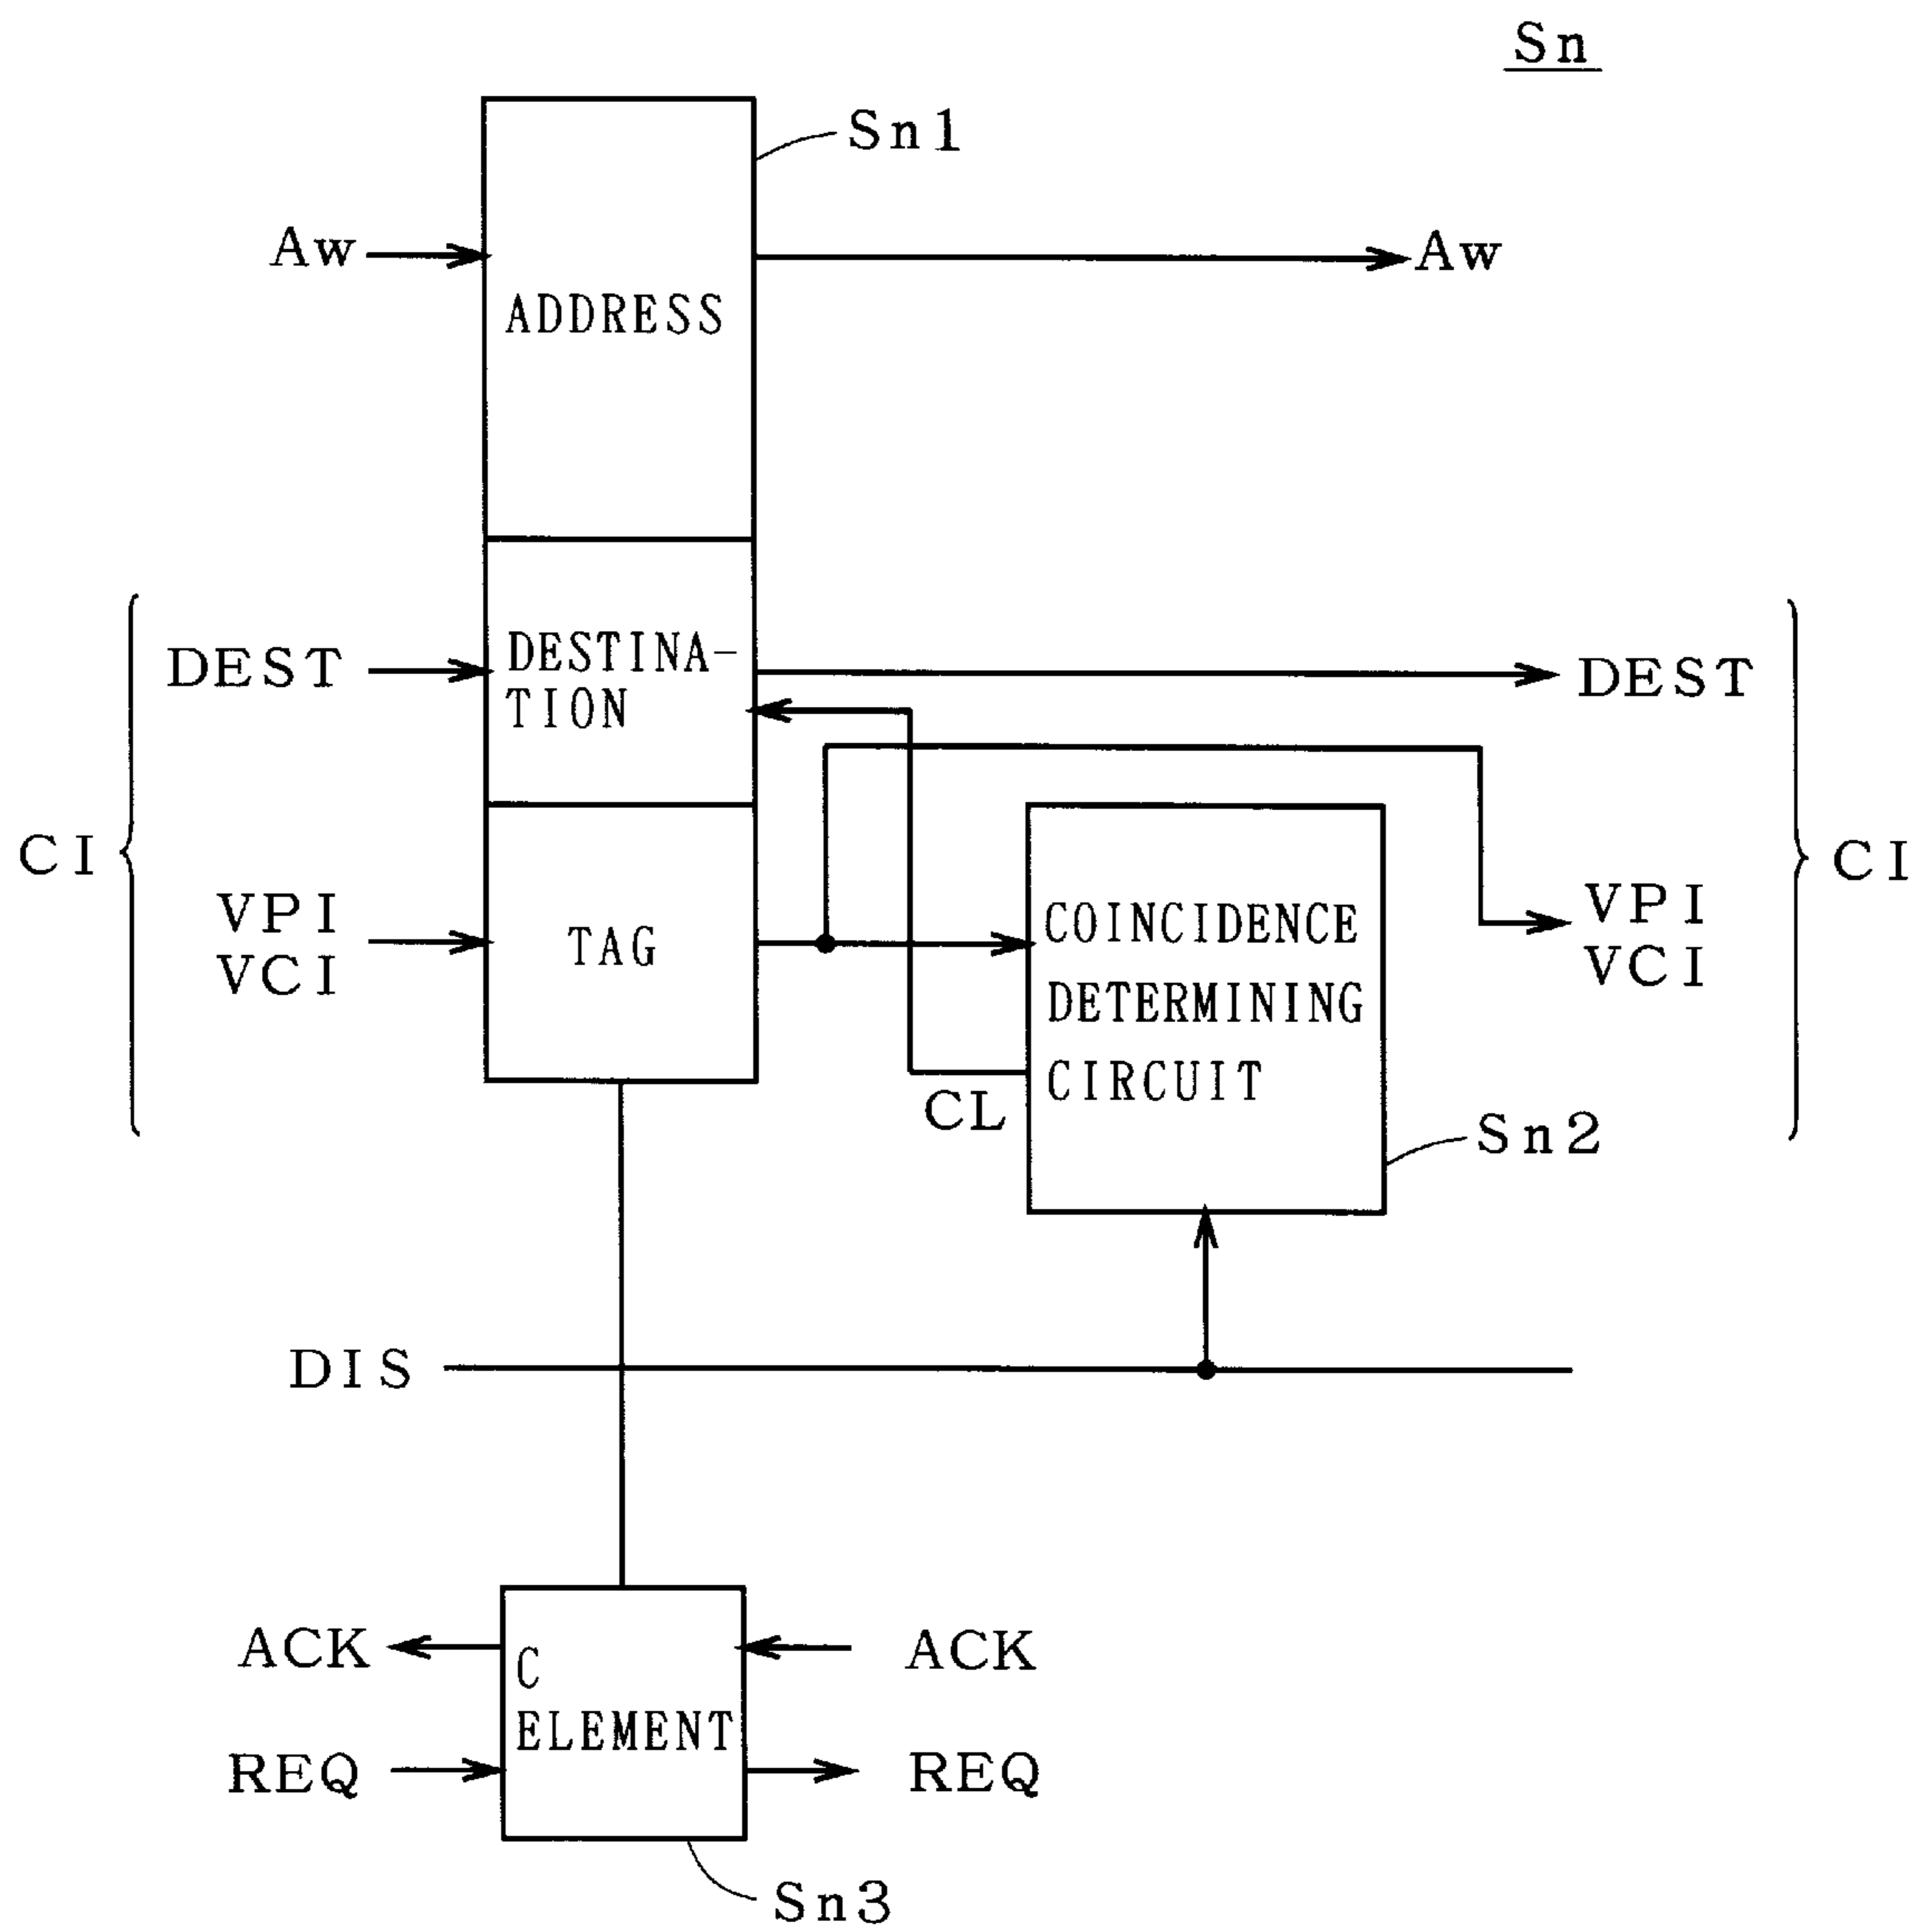 Sn
Sn1
Aw
Aw
ADDRESS
DEST
DESTINA-
TION
DEST
CI
VPI
VCI
TAG
COINCIDENCE
DETERMINING
CIRCUIT
VPI
VCI
CI
CL
Sn2
DIS
ACK
C
ELEMENT
ACK
REQ
REQ
Sn3